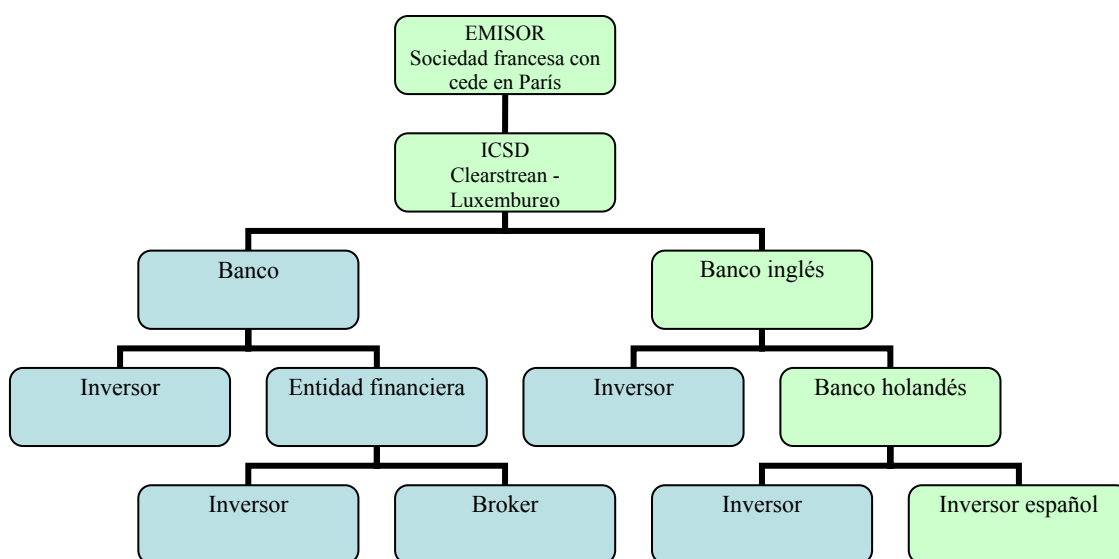 EMISOR
Sociedad francesa con
cede en París
ICSD
Clearstrean -
Luxemburgo
Banco
Banco inglés
Inversor
Entidad financiera
Inversor
Banco holandés
Inversor
Broker
Inversor
Inversor español